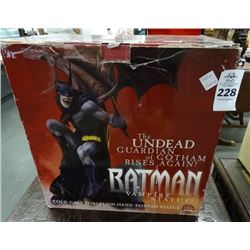 228
The
UNDEAD
GUARDIAN
of GOTHAM
RISES AGAIN!
BATMAN
VAMPIRE
STATUE
COLD-CAST PORCELAIN HAND-PAINTED STATUE